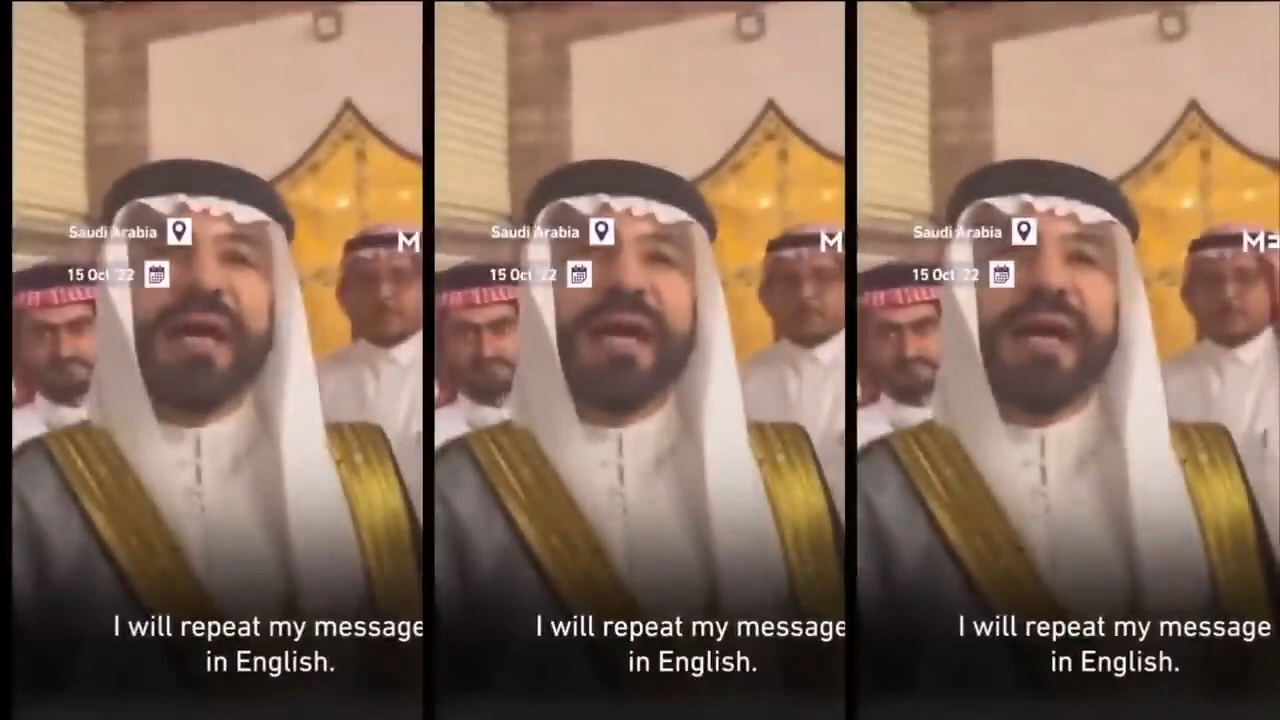 Saudi Arabia
15 Oct '22
I will repeat my message
in English.
Saudi Arabia
15 Oct '22
I will repeat my message
in English.
Saudi Arabia
15 Oct '22
I will repeat my message
in English.